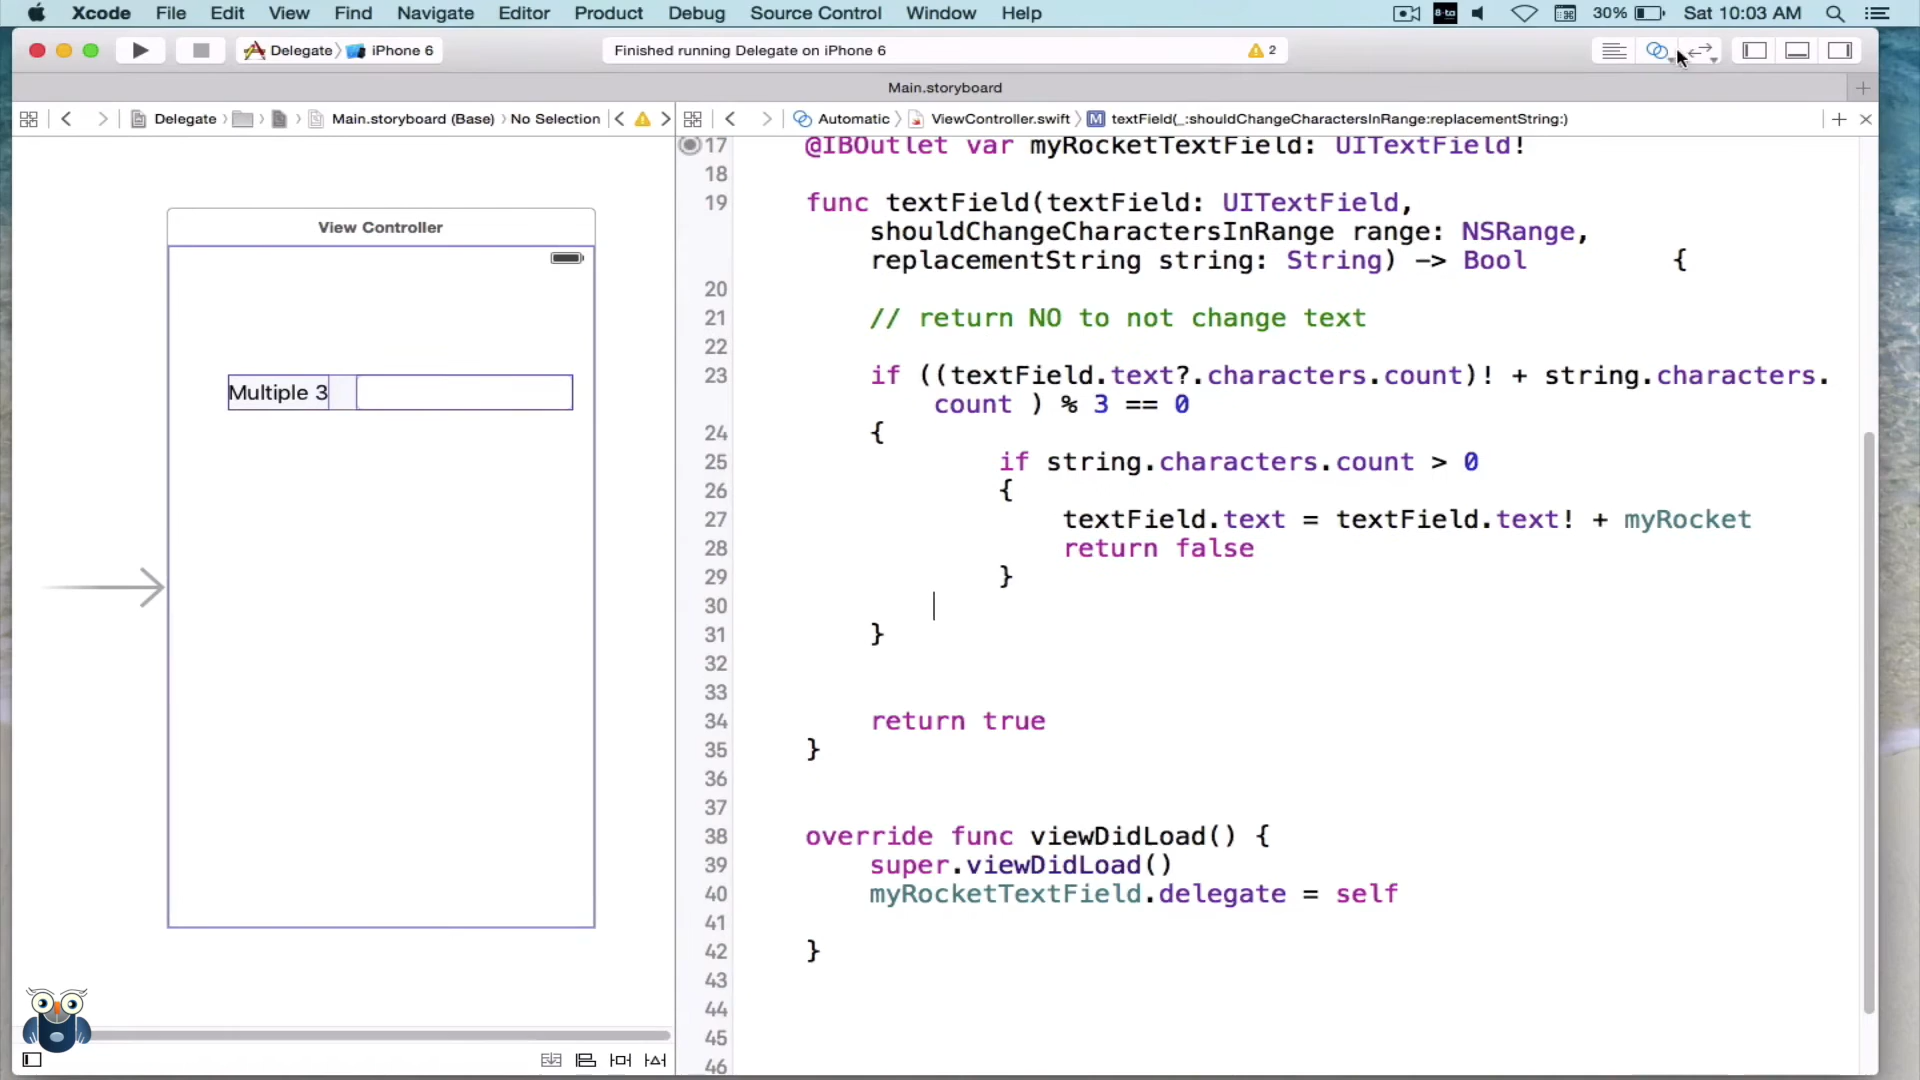 Xcode File Edit View Find Navigate Editor Product Debug Source Control Window Help 8-to 30% Sat 10:03 AM
Delegate iPhone 6 Finished running Delegate on iPhone 6 2
Main.storyboard
Delegate Main.storyboard (Base) No Selection
Automatic ViewController.swift M textField(_:shouldChangeCharactersInRange:replacementString:)
View Controller
Multiple 3
17 @IBOutlet var myRocketTextField: UITextField!
18
19 func textField(textField: UITextField,
shouldChangeCharactersInRange range: NSRange,
replacementString string: String) -> Bool {
20
21 // return NO to not change text
22
23 if ((textField.text?.characters.count)! + string.characters.
count ) % 3 == 0
24 {
25 if string.characters.count > 0
26 {
27 textField.text = textField.text! + myRocket
28 return false
29 }
30
31 }
32
33
34 return true
35 }
36
37
38 override func viewDidLoad() {
39 super.viewDidLoad()
40 myRocketTextField.delegate = self
41
42 }
43
44
45
46